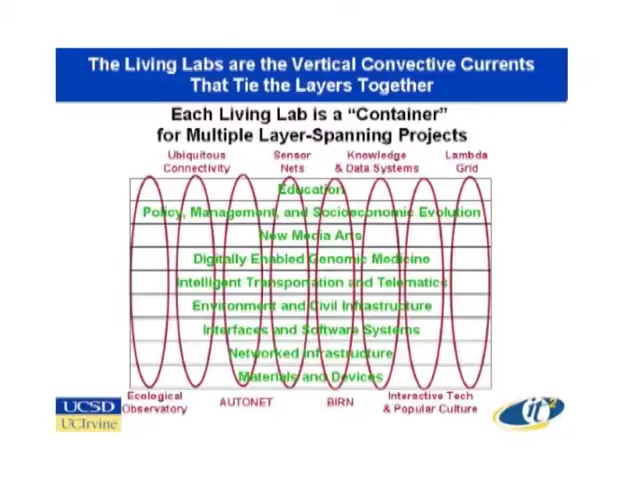 The Living Labs are the Vertical Convective Currents
That Tie the Layers Together
Each Living Lab is a “Container”
for Multiple Layer-Spanning Projects
Ubiquitous
Connectivity
Sensor
Nets
Knowledge
& Data Systems
Lambda
Grid
Education
Policy, Management, and Socioeconomic Evolution
New Media Arts
Digitally Enabled Genomic Medicine
Intelligent Transportation and Telematics
Environment and Civil Infrastructure
Interfaces and Software Systems
Networked Infrastructure
Materials and Devices
Ecological
Observatory
AUTONET
BIRN
Interactive Tech
& Popular Culture
UCSD
UCIrvine
it2